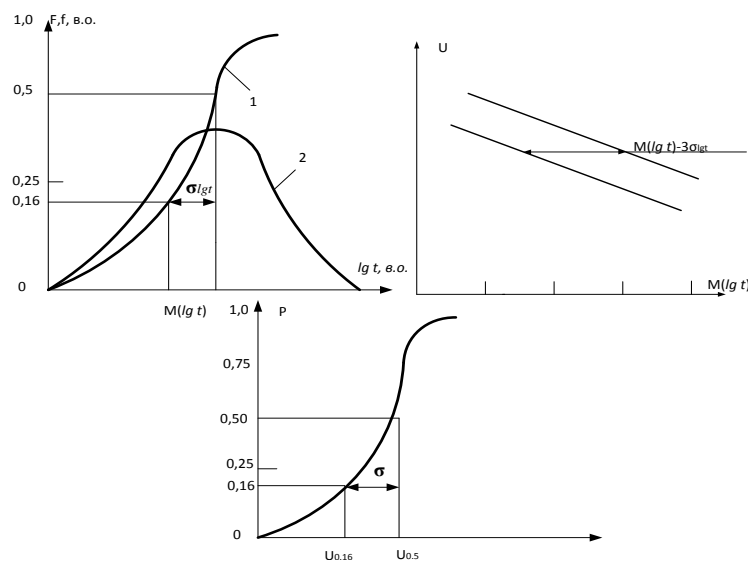 1,0
F,f, в.о.
0,5
1
2
0,25
0,16
σlgt
0
lg t, в.о.
M(lg t)
U
M(lg t)-3σlgt
M(lg t)
1,0
P
0,75
0,50
0,25
0,16
σ
0
U0.16
U0.5